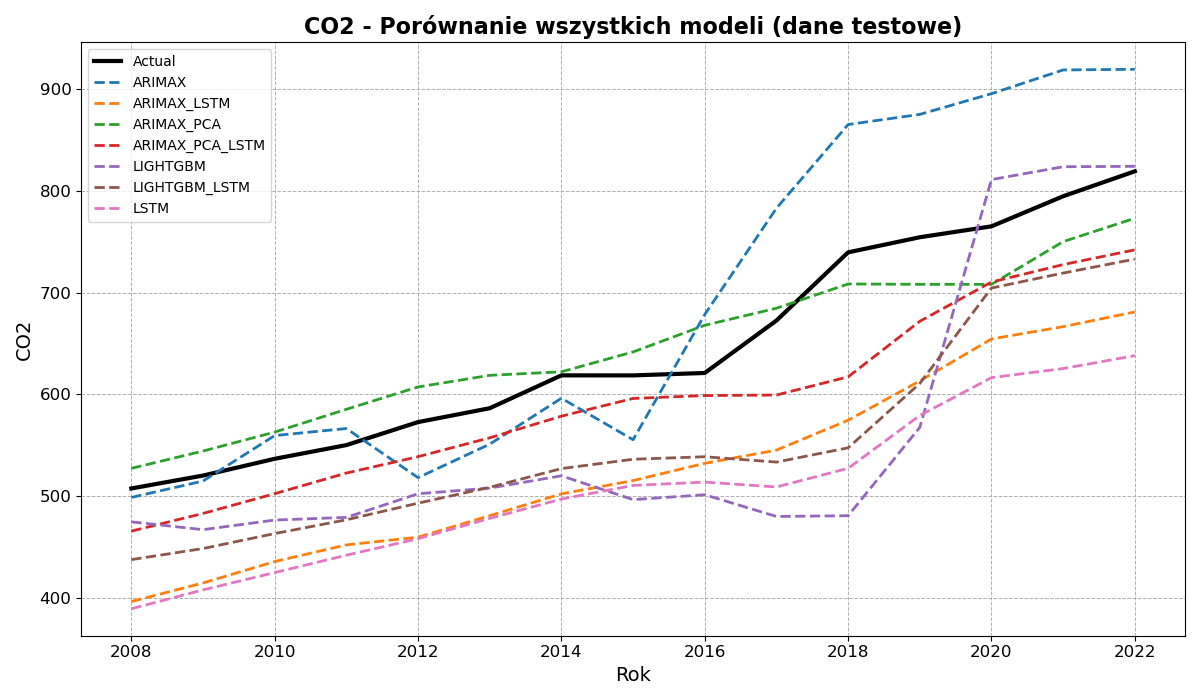 CO2 - Porównanie wszystkich modeli (dane testowe)
Actual
ARIMAX
ARIMAX_LSTM
ARIMAX_PCA
ARIMAX_PCA_LSTM
LIGHTGBM
LIGHTGBM_LSTM
LSTM
CO2
900
800
700
600
500
400
2008 2010 2012 2014 2016 2018 2020 2022
Rok